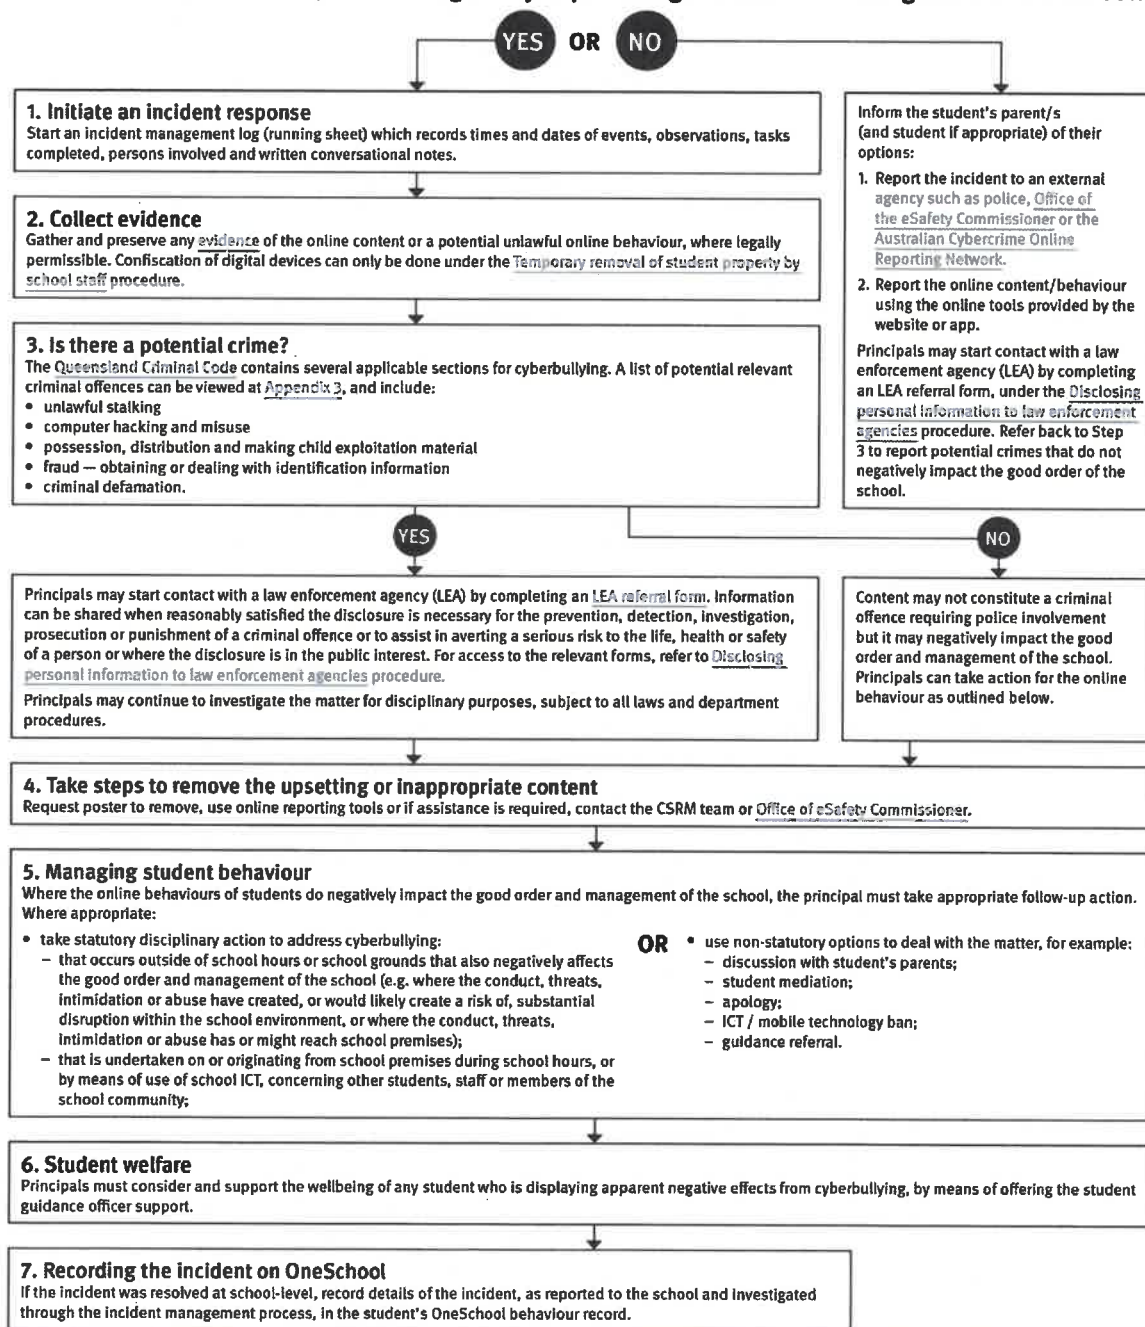 YES OR NO
1. Initiate an incident response
Start an incident management log (running sheet) which records times and dates of events, observations, tasks
completed, persons involved and written conversational notes.
2. Collect evidence
Gather and preserve any evidence of the online content or a potential unlawful online behaviour, where legally
permissible. Confiscation of digital devices can only be done under the Temporary removal of student property by
school staff procedure.
3. Is there a potential crime?
The Queensland Criminal Code contains several applicable sections for cyberbullying. A list of potential relevant
criminal offences can be viewed at Appendix 3, and include:
• unlawful stalking
• computer hacking and misuse
• possession, distribution and making child exploitation material
• fraud — obtaining or dealing with identification information
• criminal defamation.
Inform the student's parent/s
(and student if appropriate) of their
options:
1. Report the incident to an external
agency such as police, Office of
the eSafety Commissioner or the
Australian Cybercrime Online
Reporting Network.
2. Report the online content/behaviour
using the online tools provided by the
website or app.
Principals may start contact with a law
enforcement agency (LEA) by completing
an LEA referral form, under the Disclosing
personal information to law enforcement
agencies procedure. Refer back to Step
3 to report potential crimes that do not
negatively impact the good order of the
school.
YES
NO
Principals may start contact with a law enforcement agency (LEA) by completing an LEA referral form. Information
can be shared when reasonably satisfied the disclosure is necessary for the prevention, detection, investigation,
prosecution or punishment of a criminal offence or to assist in averting a serious risk to the life, health or safety
of a person or where the disclosure is in the public interest. For access to the relevant forms, refer to Disclosing
personal information to law enforcement agencies procedure.
Principals may continue to investigate the matter for disciplinary purposes, subject to all laws and department
procedures.
Content may not constitute a criminal
offence requiring police involvement
but it may negatively impact the good
order and management of the school.
Principals can take action for the online
behaviour as outlined below.
4. Take steps to remove the upsetting or inappropriate content
Request poster to remove, use online reporting tools or if assistance is required, contact the CSRM team or Office of eSafety Commissioner.
5. Managing student behaviour
Where the online behaviours of students do negatively impact the good order and management of the school, the principal must take appropriate follow-up action.
Where appropriate:
• take statutory disciplinary action to address cyberbullying:
– that occurs outside of school hours or school grounds that also negatively affects
the good order and management of the school (e.g. where the conduct, threats,
intimidation or abuse have created, or would likely create a risk of, substantial
disruption within the school environment, or where the conduct, threats,
intimidation or abuse has or might reach school premises);
– that is undertaken on or originating from school premises during school hours, or
by means of use of school ICT, concerning other students, staff or members of the
school community;
OR
• use non-statutory options to deal with the matter, for example:
– discussion with student's parents;
– student mediation;
– apology;
– ICT / mobile technology ban;
– guidance referral.
6. Student welfare
Principals must consider and support the wellbeing of any student who is displaying apparent negative effects from cyberbullying, by means of offering the student
guidance officer support.
7. Recording the incident on OneSchool
If the incident was resolved at school-level, record details of the incident, as reported to the school and investigated
through the incident management process, in the student's OneSchool behaviour record.